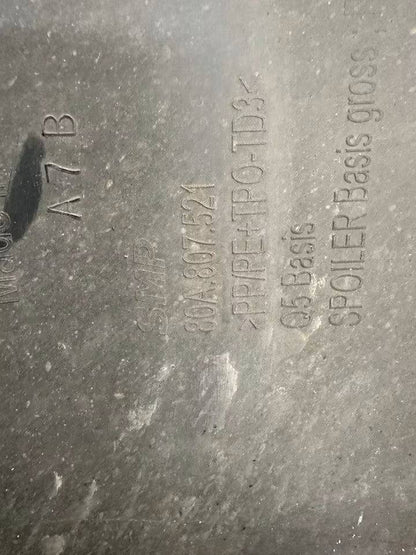 A 7 B
SMP
80A.807.521
>PP/PE+TPO-TD3<
Q5 Basis
SPOILER Basis gross